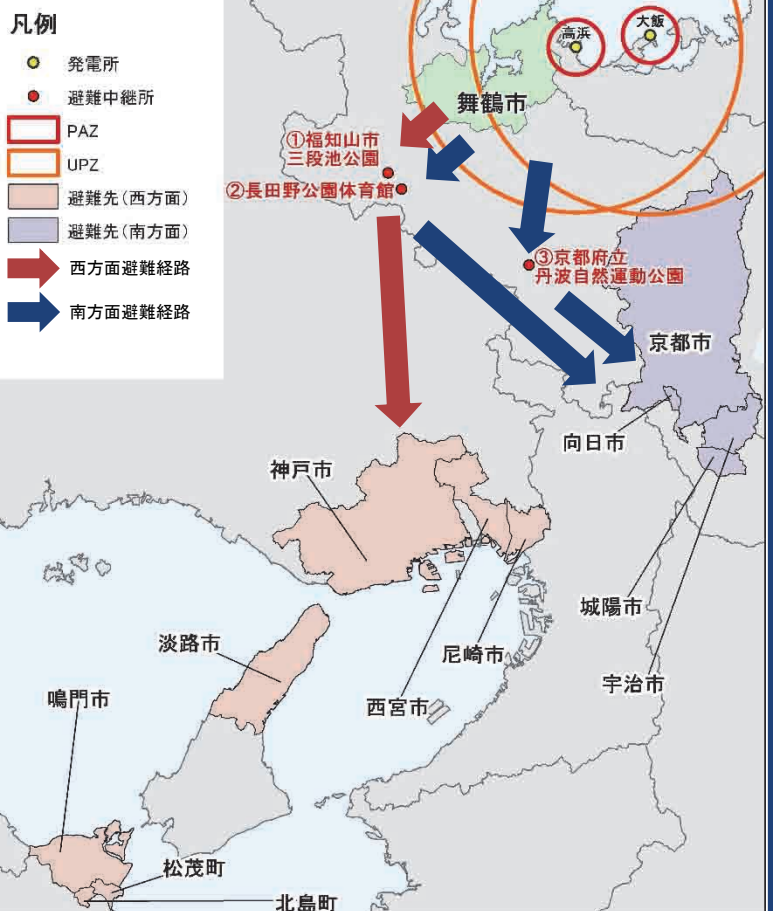 凡例
発電所
避難中継所
PAZ
UPZ
避難先(西方面)
避難先(南方面)
西方面避難経路
南方面避難経路
高浜
大飯
舞鶴市
①福知山市
三段池公園
②長田野公園体育館
③京都府立
丹波自然運動公園
京都市
向日市
神戸市
城陽市
淡路市
尼崎市
宇治市
鳴門市
西宮市
松茂町
北島町